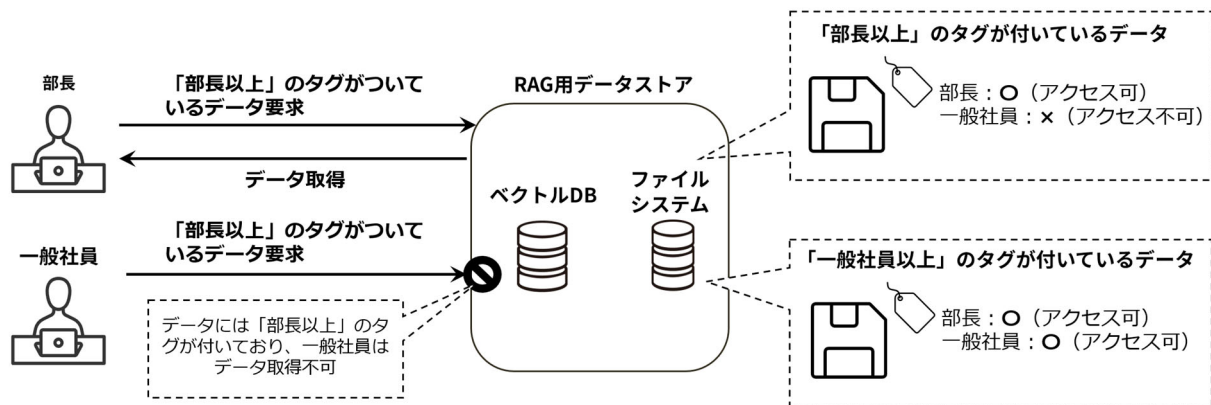 部長
「部長以上」のタグがついて
いるデータ要求
データ取得
一般社員
「部長以上」のタグがついて
いるデータ要求
データには「部長以上」のタ
グが付いており、一般社員は
データ取得不可
RAG用データストア
ベクトルDB
ファイル
システム
「部長以上」のタグが付いているデータ
部長：○（アクセス可）
一般社員：×（アクセス不可）
「一般社員以上」のタグが付いているデータ
部長：○（アクセス可）
一般社員：○（アクセス可）